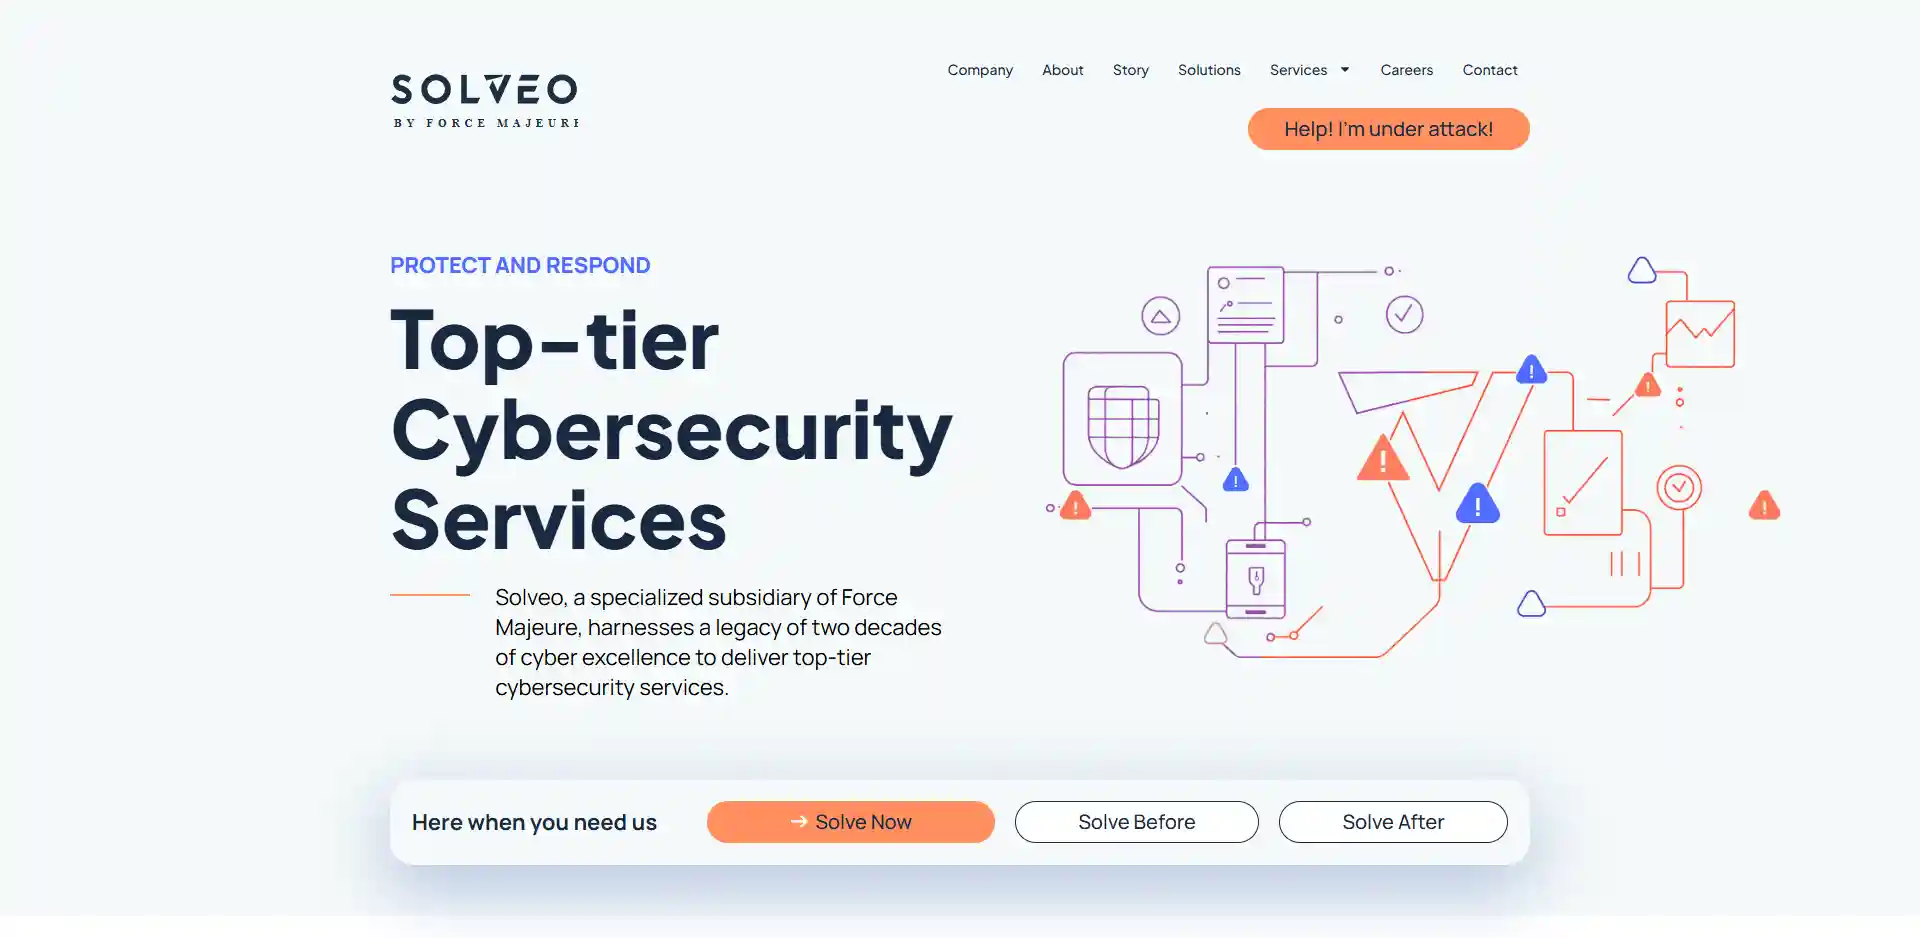 SOLVEO
BY FORCE MAJEURE
Company About Story Solutions Services Careers Contact
Help! I'm under attack!
PROTECT AND RESPOND
Top-tier
Cybersecurity
Services
Solveo, a specialized subsidiary of Force
Majeure, harnesses a legacy of two decades
of cyber excellence to deliver top-tier
cybersecurity services.
Here when you need us
→ Solve Now
Solve Before
Solve After